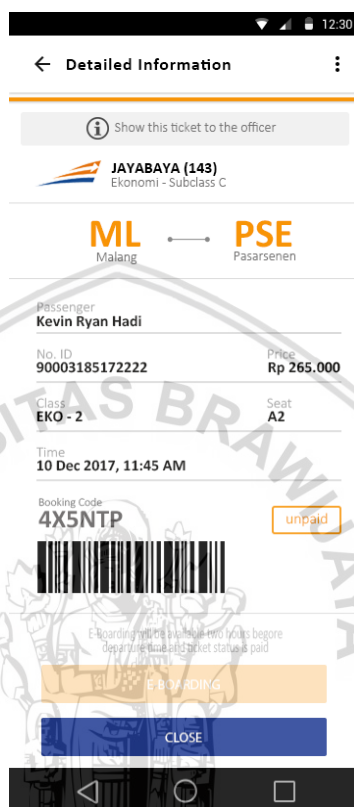 12:30
Detailed Information
Show this ticket to the officer
JAYABAYA (143)
Ekonomi - Subclass C
ML PSE
Malang Pasarsenen
Passenger
Kevin Ryan Hadi
No. ID Price
90003185172222 Rp 265.000
Class Seat
EKO - 2 A2
Time
10 Dec 2017, 11:45 AM
Booking Code
4X5NTP unpaid
E-Boarding will be available two hours begore
departure time and ticket status is paid
E-BOARDING
CLOSE
SITAS BRAWIJAYA